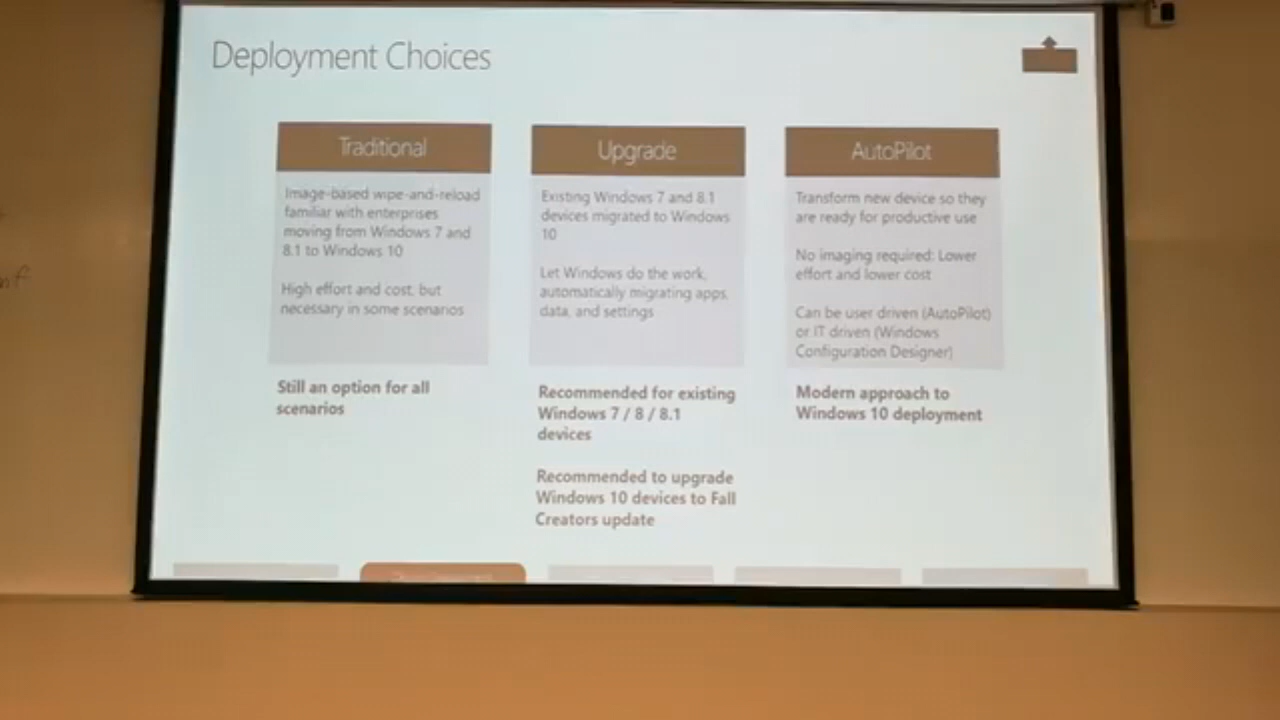 Deployment Choices
Traditional
Image-based wipe-and-reload
familiar with enterprises
moving from Windows 7 and
8.1 to Windows 10
High effort and cost, but
necessary in some scenarios
Still an option for all
scenarios
Upgrade
Existing Windows 7 and 8.1
devices migrated to Windows
10
Let Windows do the work,
automatically migrating apps,
data, and settings
Recommended for existing
Windows 7 / 8 / 8.1
devices
Recommended to upgrade
Windows 10 devices to Fall
Creators update
AutoPilot
Transform new device so they
are ready for productive use
No imaging required: Lower
effort and lower cost
Can be user driven (AutoPilot)
or IT driven (Windows
Configuration Designer)
Modern approach to
Windows 10 deployment